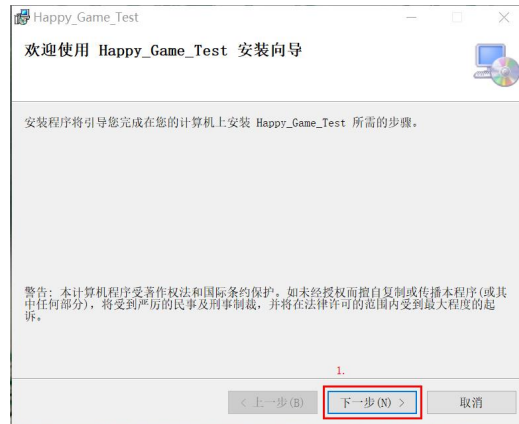 Happy_Game_Test
欢迎使用 Happy_Game_Test 安装向导
安装程序将引导您完成在您的计算机上安装 Happy_Game_Test 所需的步骤。
警告: 本计算机程序受著作权法和国际条约保护。如未经授权而擅自复制或传播本程序(或其
中任何部分)，将受到严厉的民事及刑事制裁，并将在法律许可的范围内受到最大程度的起
诉。
1.
< 上一步(B) 下一步(N) > 取消